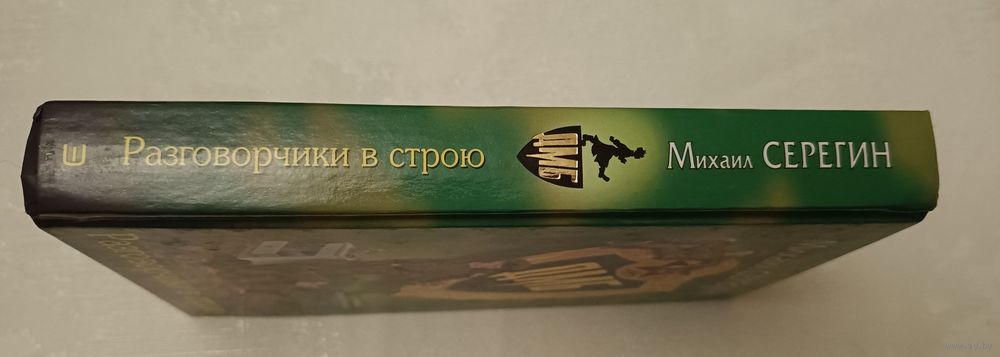 Разговорчики в строю
ДМБ
Михаил СЕРЕГИН